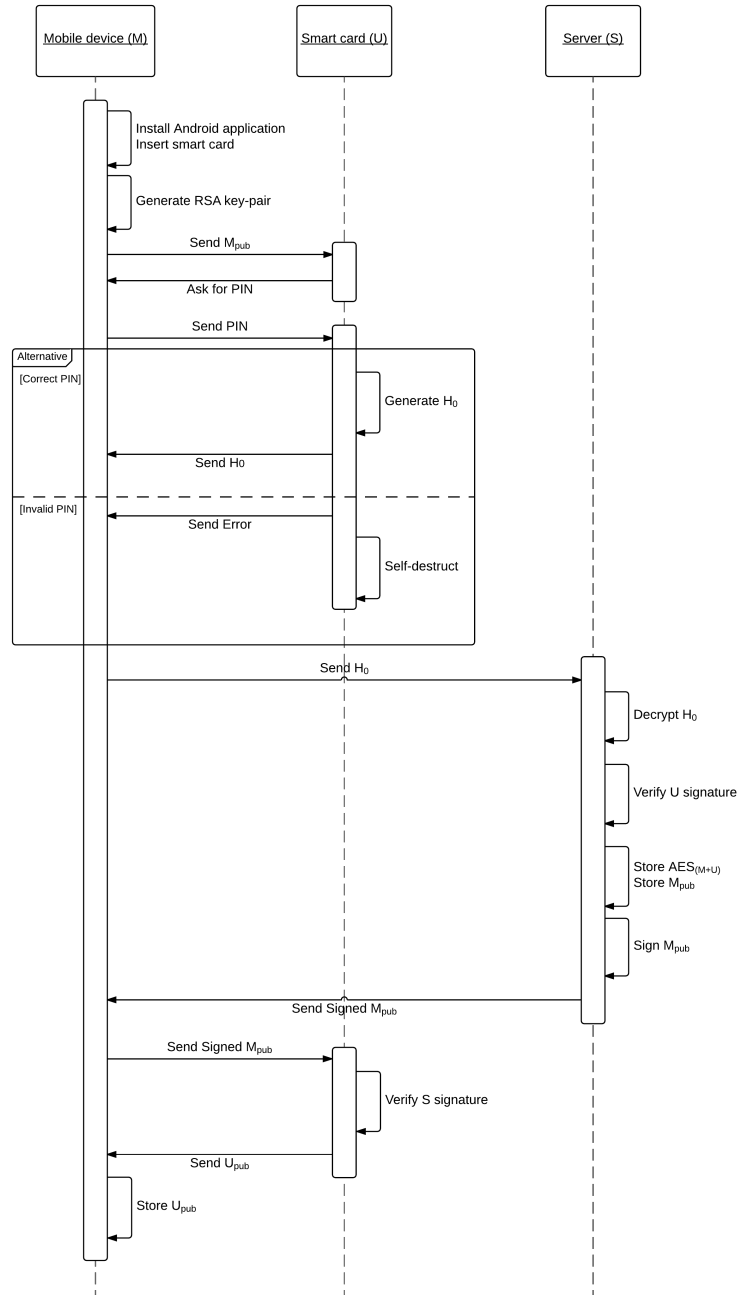 Mobile device (M)
Smart card (U)
Server (S)
Install Android application
Insert smart card
Generate RSA key-pair
Send Mpub
Ask for PIN
Send PIN
Alternative
[Correct PIN]
Generate H0
Send H0
[Invalid PIN]
Send Error
Self-destruct
Send H0
Decrypt H0
Verify U signature
Store AES(M+U)
Store Mpub
Sign Mpub
Send Signed Mpub
Send Signed Mpub
Verify S signature
Send Upub
Store Upub